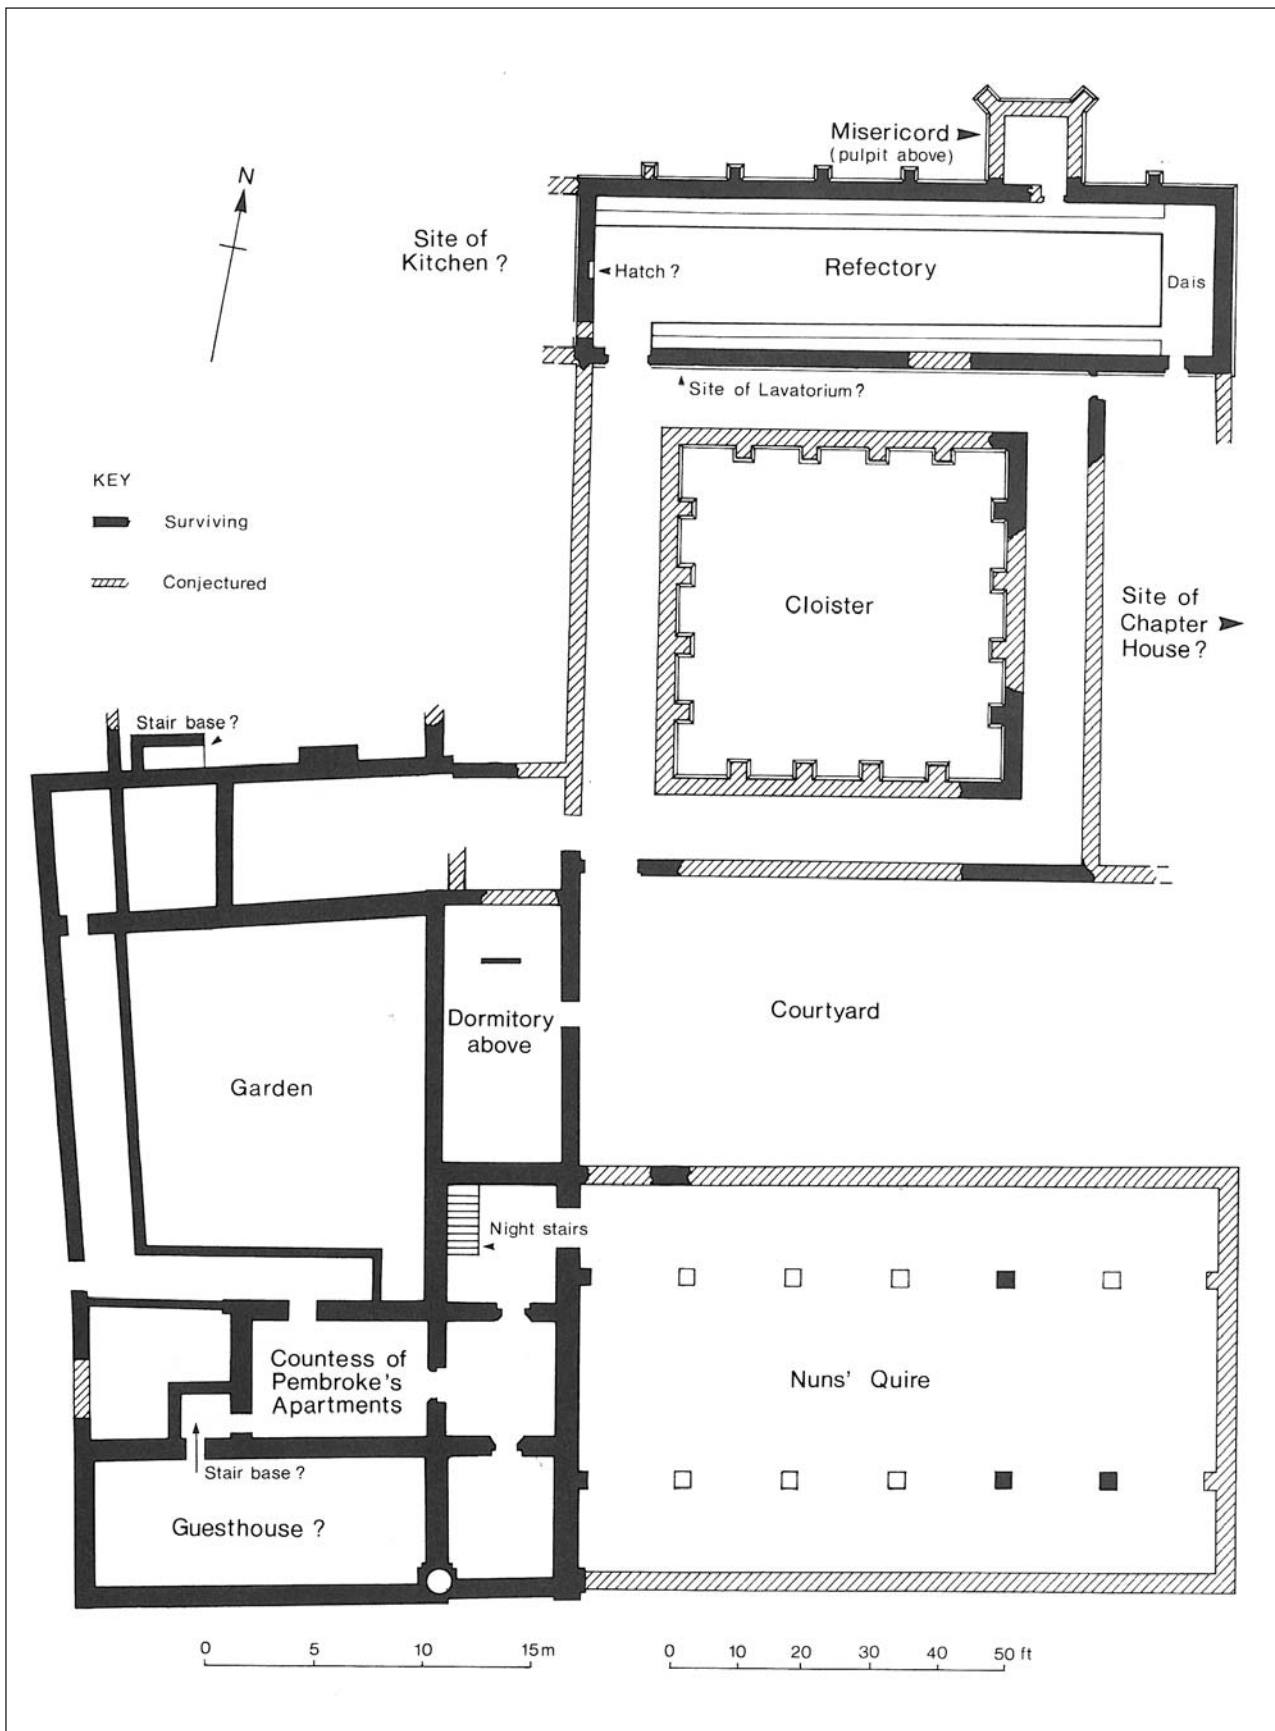 Misericord
(pulpit above)
N
Site of
Kitchen ?
Hatch ?
Refectory
Dais
Site of Lavatorium ?
KEY
Surviving
Conjectured
Cloister
Site of
Chapter
House ?
Stair base ?
Dormitory
above
Courtyard
Garden
Night stairs
Countess of
Pembroke's
Apartments
Nuns' Quire
Stair base ?
Guesthouse ?
0 5 10 15 m
0 10 20 30 40 50 ft